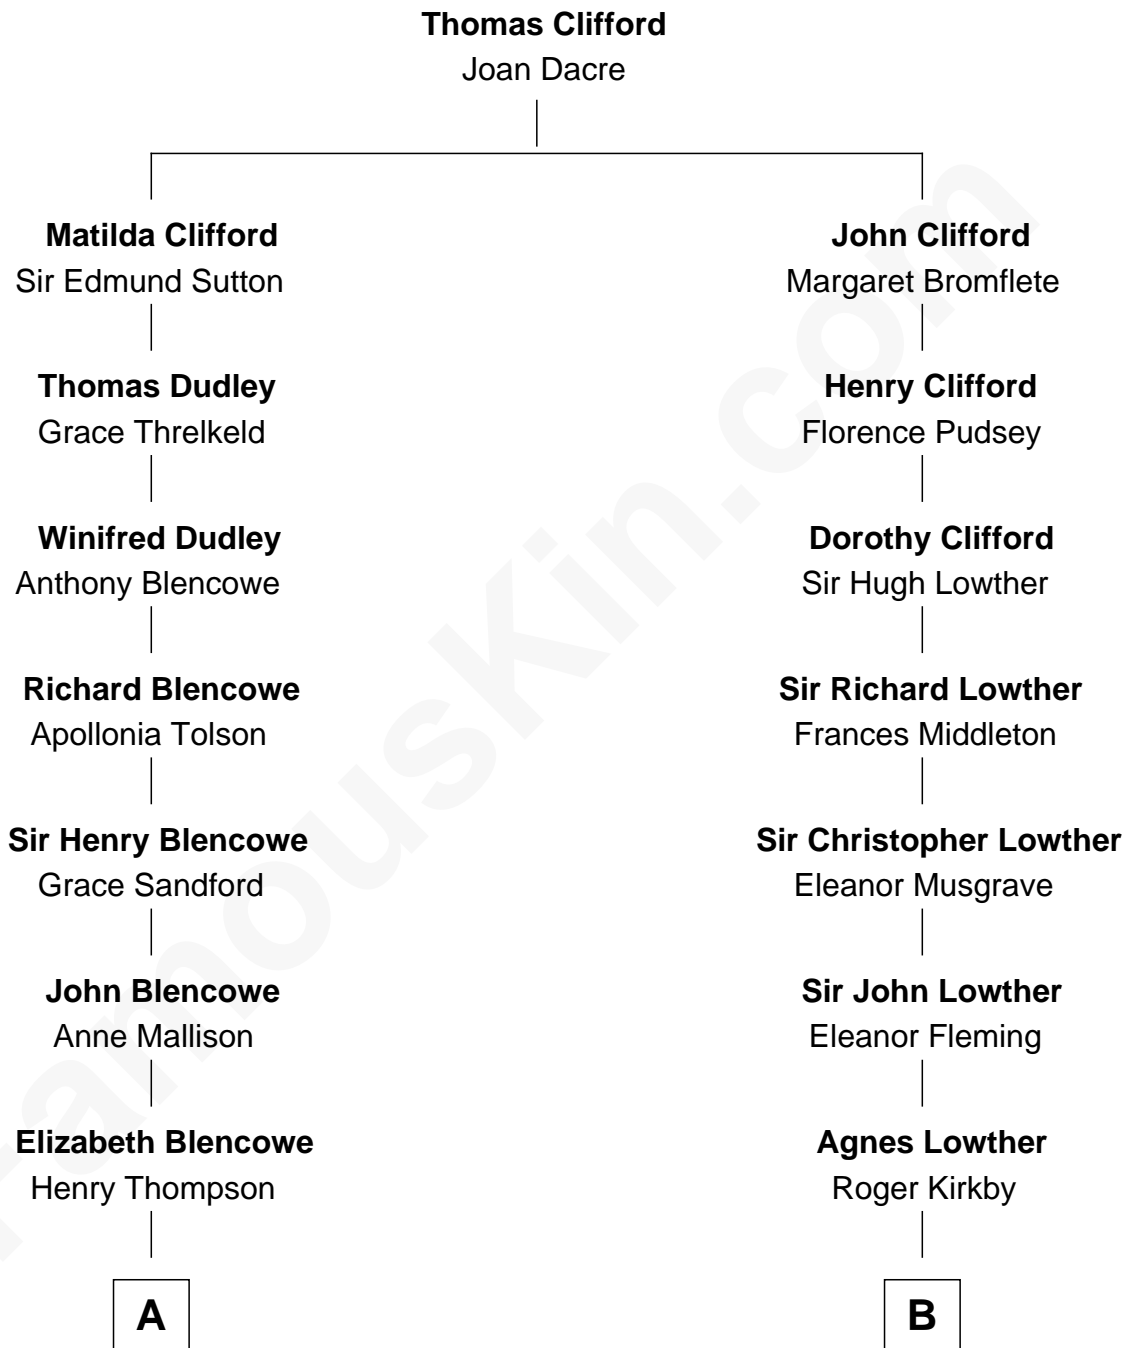 Thomas Clifford
Joan Dacre
Matilda Clifford
Sir Edmund Sutton
John Clifford
Margaret Bromflete
Thomas Dudley
Grace Threlkeld
Henry Clifford
Florence Pudsey
Winifred Dudley
Anthony Blencowe
Dorothy Clifford
Sir Hugh Lowther
Richard Blencowe
Apollonia Tolson
Sir Richard Lowther
Frances Middleton
Sir Henry Blencowe
Grace Sandford
Sir Christopher Lowther
Eleanor Musgrave
John Blencowe
Anne Mallison
Sir John Lowther
Eleanor Fleming
Elizabeth Blencowe
Henry Thompson
Agnes Lowther
Roger Kirkby
A
B
FamousKin.com